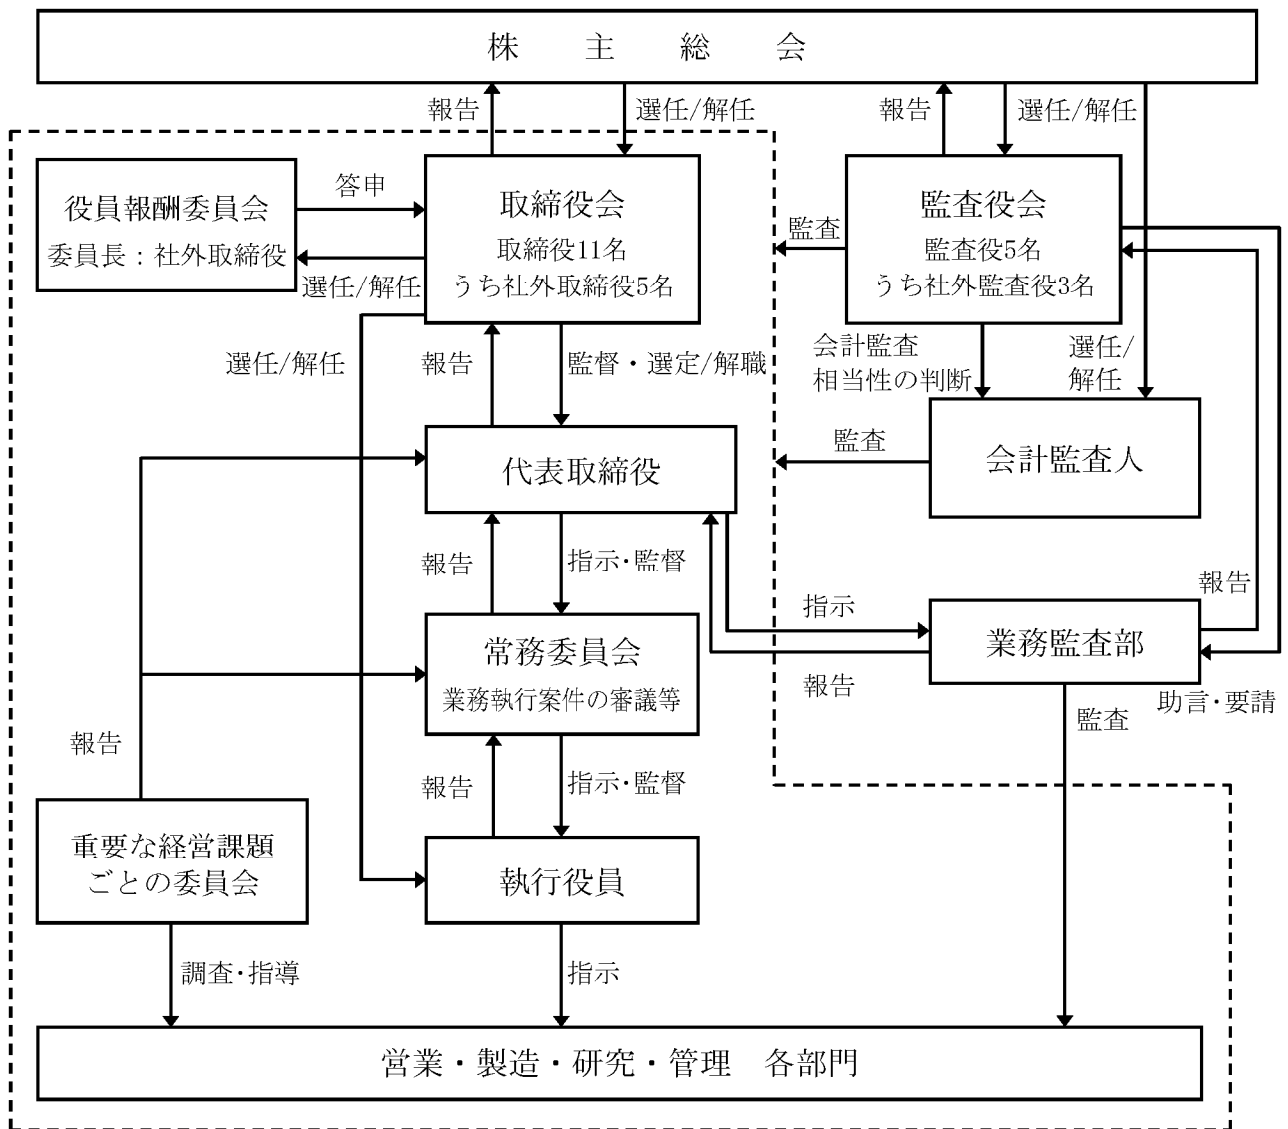 株主総会
報告
選任/解任
報告
選任/解任
役員報酬委員会
委員長：社外取締役
答申
選任/解任
取締役会
取締役11名
うち社外取締役5名
監査
監査役会
監査役5名
うち社外監査役3名
選任/解任
報告
監督・選定/解職
会計監査
相当性の判断
選任/
解任
代表取締役
監査
会計監査人
報告
指示・監督
指示
報告
業務監査部
報告
助言・要請
監査
常務委員会
業務執行案件の審議等
報告
報告
指示・監督
重要な経営課題
ごとの委員会
執行役員
調査・指導
指示
営業・製造・研究・管理　各部門